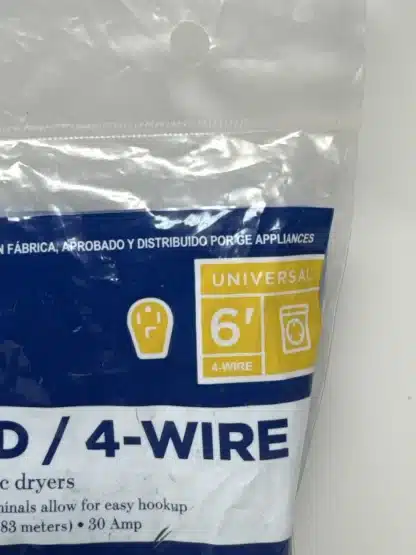 N FÁBRICA, APROBADO Y DISTRIBUIDO POR GE APPLIANCES
UNIVERSAL
6'
4-WIRE
D / 4-WIRE
c dryers
minals allow for easy hookup
83 meters) • 30 Amp